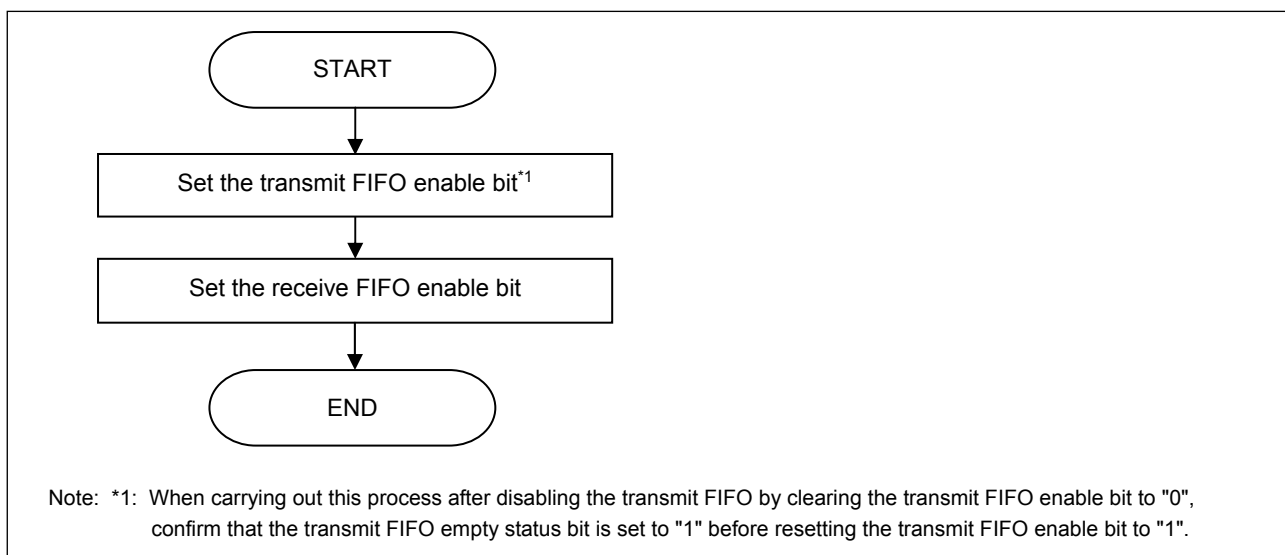 START
Set the transmit FIFO enable bit*1
Set the receive FIFO enable bit
END
Note: *1: When carrying out this process after disabling the transmit FIFO by clearing the transmit FIFO enable bit to "0",
confirm that the transmit FIFO empty status bit is set to "1" before resetting the transmit FIFO enable bit to "1".